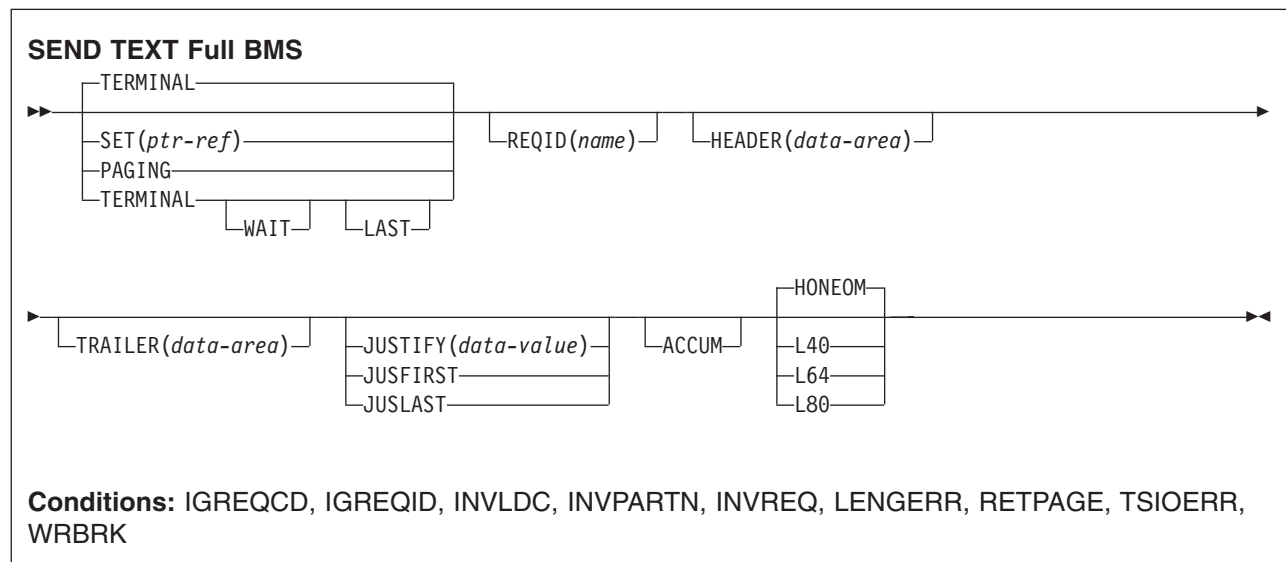 SEND TEXT Full BMS
TERMINAL
SET(ptr-ref)
REQID(name)
HEADER(data-area)
PAGING
TERMINAL
WAIT
LAST
HONEOM
TRAILER(data-area)
JUSTIFY(data-value)
ACCUM
L40
JUSFIRST
L64
JUSLAST
L80
Conditions: IGREQCD, IGREQID, INVLDC, INVPARTN, INVREQ, LENGERR, RETPAGE, TSIOERR,
WRBRK